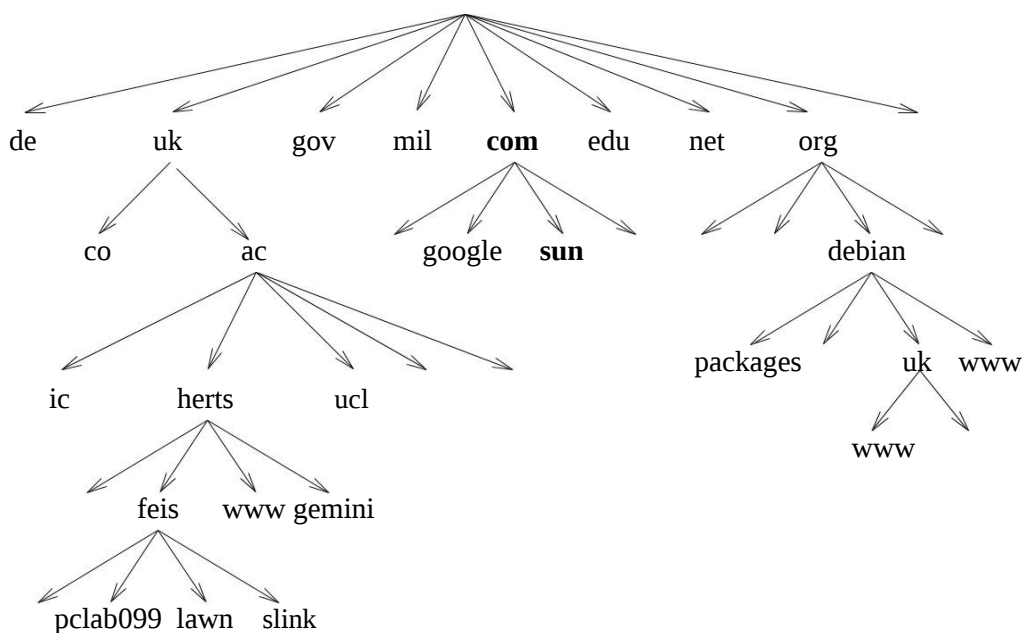 de uk gov mil com edu net org
co ac google sun debian
packages uk www
ic herts ucl
www
feis www gemini
pclab099 lawn slink